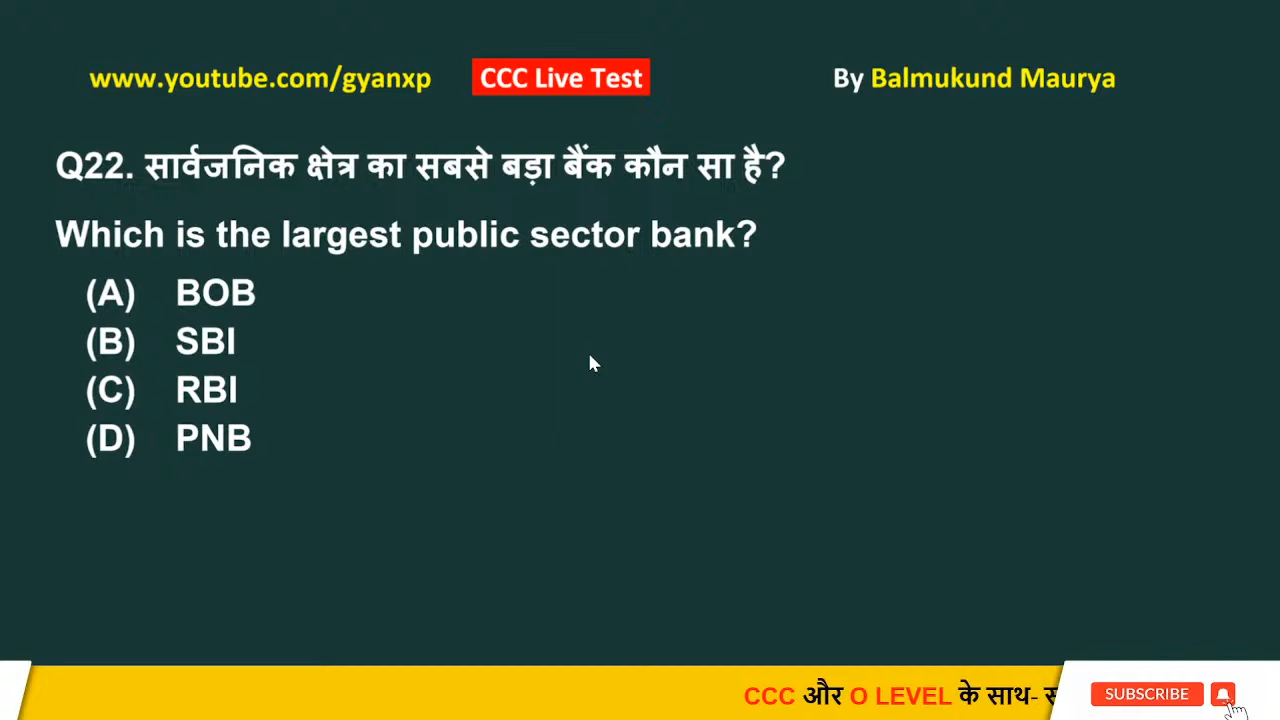 www.youtube.com/gyanxp CCC Live Test By Balmukund Maurya
Q22. सार्वजनिक क्षेत्र का सबसे बड़ा बैंक कौन सा है?
Which is the largest public sector bank?
(A) BOB
(B) SBI
(C) RBI
(D) PNB
CCC और O LEVEL के साथ- स
SUBSCRIBE